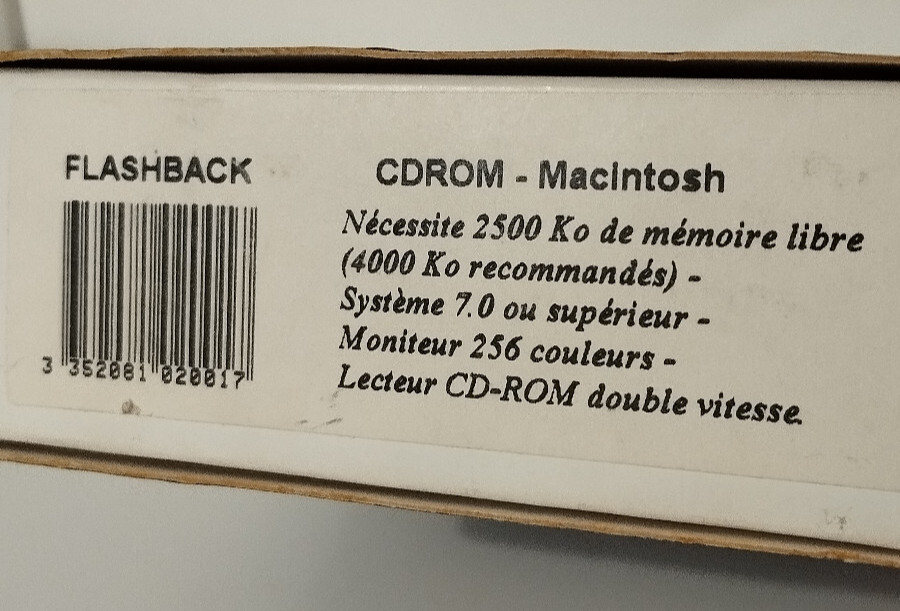 FLASHBACK
3 352081 020017
CDROM - MacIntosh
Nécessite 2500 Ko de mémoire libre
(4000 Ko recommandés) -
Système 7.0 ou supérieur -
Moniteur 256 couleurs -
Lecteur CD-ROM double vitesse.